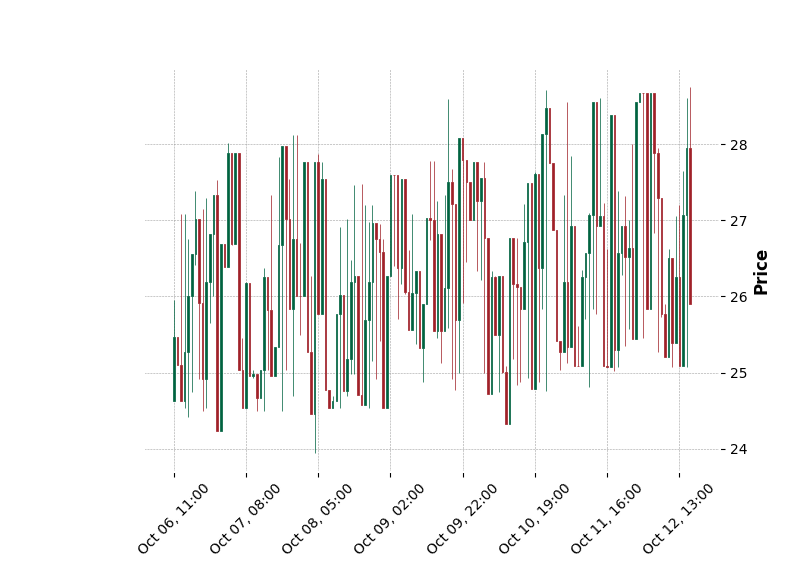 28
27
26
25
24
Price
Oct 06, 11:00
Oct 07, 08:00
Oct 08, 05:00
Oct 09, 02:00
Oct 09, 22:00
Oct 10, 19:00
Oct 11, 16:00
Oct 12, 13:00